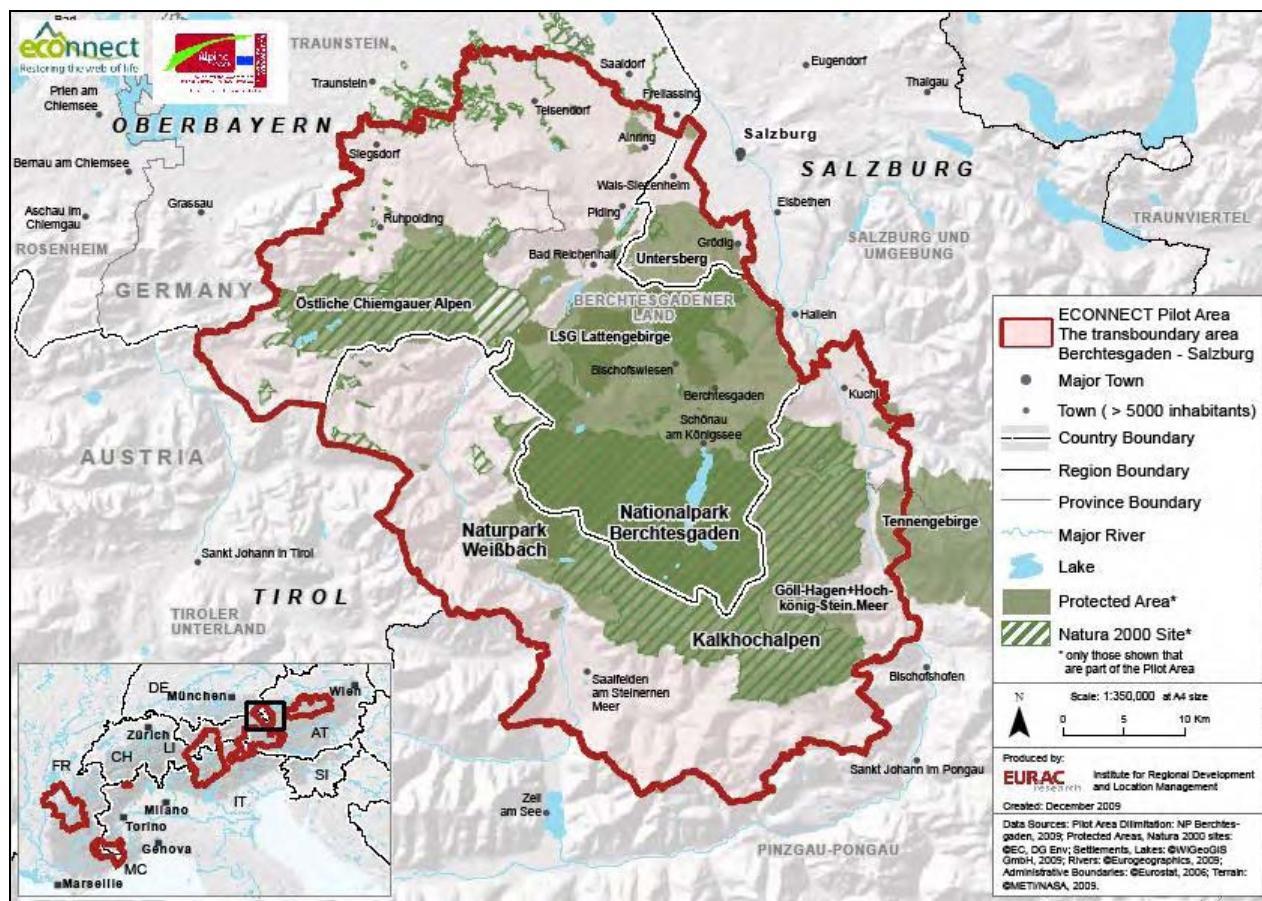 econnect
Restoring the web of life
Alpine
Bad
TRAUNSTEIN
Prien am
Chiemsee
Traunstein
Saaldorf
Eugendorf
Thalgau
Freilassing
Teisendorf
OBERBAYERN
Ainring
Salzburg
Siegsdorf
Bernau am Chiemsee
SALZBURG
Wals-Siezenheim
Grassau
Aschau im
Chiemgau
Piding
Elsbethen
TRAUNVIERTEL
Ruhpolding
ROSENHEIM
Grödig
SALZBURG UND
UMGEBUNG
Bad Reichenhall
Untersberg
GERMANY
Östliche Chiemgauer Alpen
BERCHTESGADENER
LAND
Hallein
LSG Lattengebirge
Bischofswiesen
Berchtesgaden
Kuchl
Schönau
am Königssee
AUSTRIA
Nationalpark
Berchtesgaden
Tennengebirge
Naturpark
Weißbach
Sankt Johann in Tirol
TIROL
Göll-Hagen+Hoch-
könig-Stein.Meer
TIROLER
UNTERLAND
Kalkhochalpen
Saalfelden
am Steinernen
Meer
Bischofshofen
Sankt Johann im Pongau
Zell
am See
PINZGAU-PONGAU
DE
München
Wien
Zürich
LI
AT
CH
FR
SI
Milano
IT
Torino
Genova
MC
Marseille
ECONNECT Pilot Area
The transboundary area
Berchtesgaden - Salzburg
Major Town
Town ( > 5000 inhabitants)
Country Boundary
Region Boundary
Province Boundary
Major River
Lake
Protected Area*
Natura 2000 Site*
* only those shown that
are part of the Pilot Area
N
Scale: 1:350,000 at A4 size
0 5 10 Km
Produced by:
EURAC
research
Institute for Regional Development
and Location Management
Created: December 2009
Data Sources: Pilot Area Dilimitation: NP Berchtes-
gaden, 2009; Protected Areas, Natura 2000 sites:
©EC, DG Env; Settlements, Lakes: ©WIGeoGIS
GmbH, 2009; Rivers: ©Eurogeographics, 2009;
Administrative Boundaries: ©Eurostat, 2006; Terrain:
©METI/NASA, 2009.